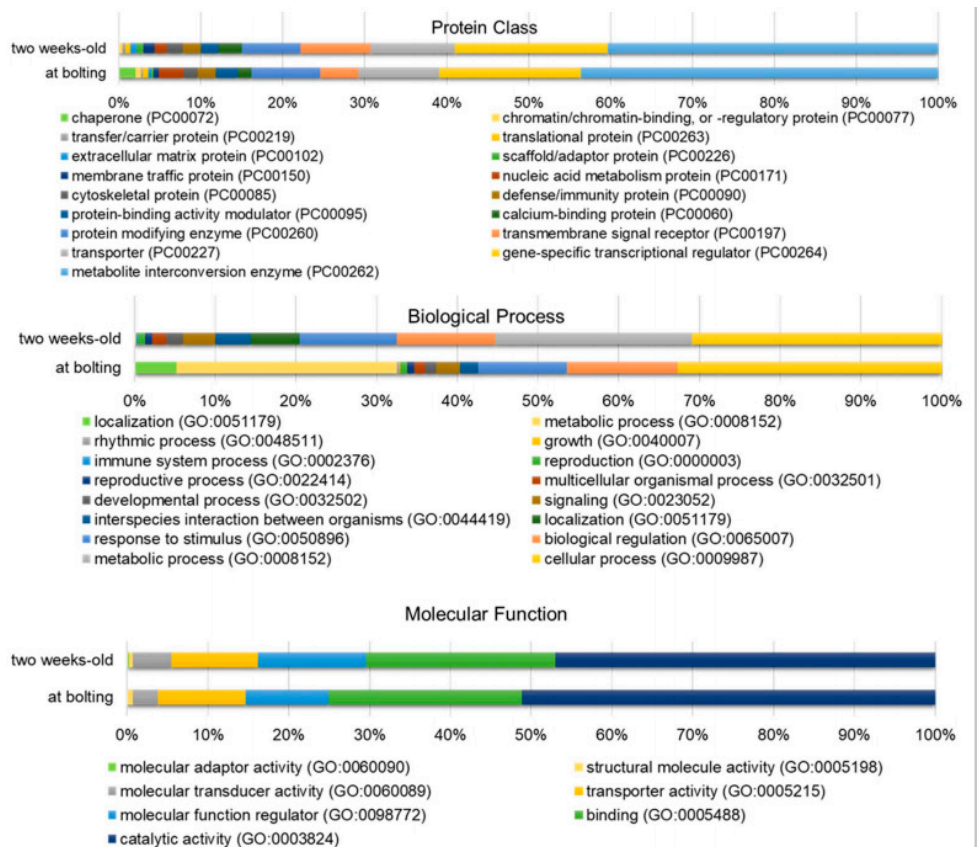 Protein Class
two weeks-old
at bolting
0% 10% 20% 30% 40% 50% 60% 70% 80% 90% 100%
chaperone (PC00072) chromatin/chromatin-binding, or -regulatory protein (PC00077)
transfer/carrier protein (PC00219) translational protein (PC00263)
extracellular matrix protein (PC00102) scaffold/adaptor protein (PC00226)
membrane traffic protein (PC00150) nucleic acid metabolism protein (PC00171)
cytoskeletal protein (PC00085) defense/immunity protein (PC00090)
protein-binding activity modulator (PC00095) calcium-binding protein (PC00060)
protein modifying enzyme (PC00260) transmembrane signal receptor (PC00197)
transporter (PC00227) gene-specific transcriptional regulator (PC00264)
metabolite interconversion enzyme (PC00262)
Biological Process
two weeks-old
at bolting
0% 10% 20% 30% 40% 50% 60% 70% 80% 90% 100%
localization (GO:0051179) metabolic process (GO:0008152)
rhythmic process (GO:0048511) growth (GO:0040007)
immune system process (GO:0002376) reproduction (GO:0000003)
reproductive process (GO:0022414) multicellular organismal process (GO:0032501)
developmental process (GO:0032502) signaling (GO:0023052)
interspecies interaction between organisms (GO:0044419) localization (GO:0051179)
response to stimulus (GO:0050896) biological regulation (GO:0065007)
metabolic process (GO:0008152) cellular process (GO:0009987)
Molecular Function
two weeks-old
at bolting
0% 10% 20% 30% 40% 50% 60% 70% 80% 90% 100%
molecular adaptor activity (GO:0060090) structural molecule activity (GO:0005198)
molecular transducer activity (GO:0060089) transporter activity (GO:0005215)
molecular function regulator (GO:0098772) binding (GO:0005488)
catalytic activity (GO:0003824)